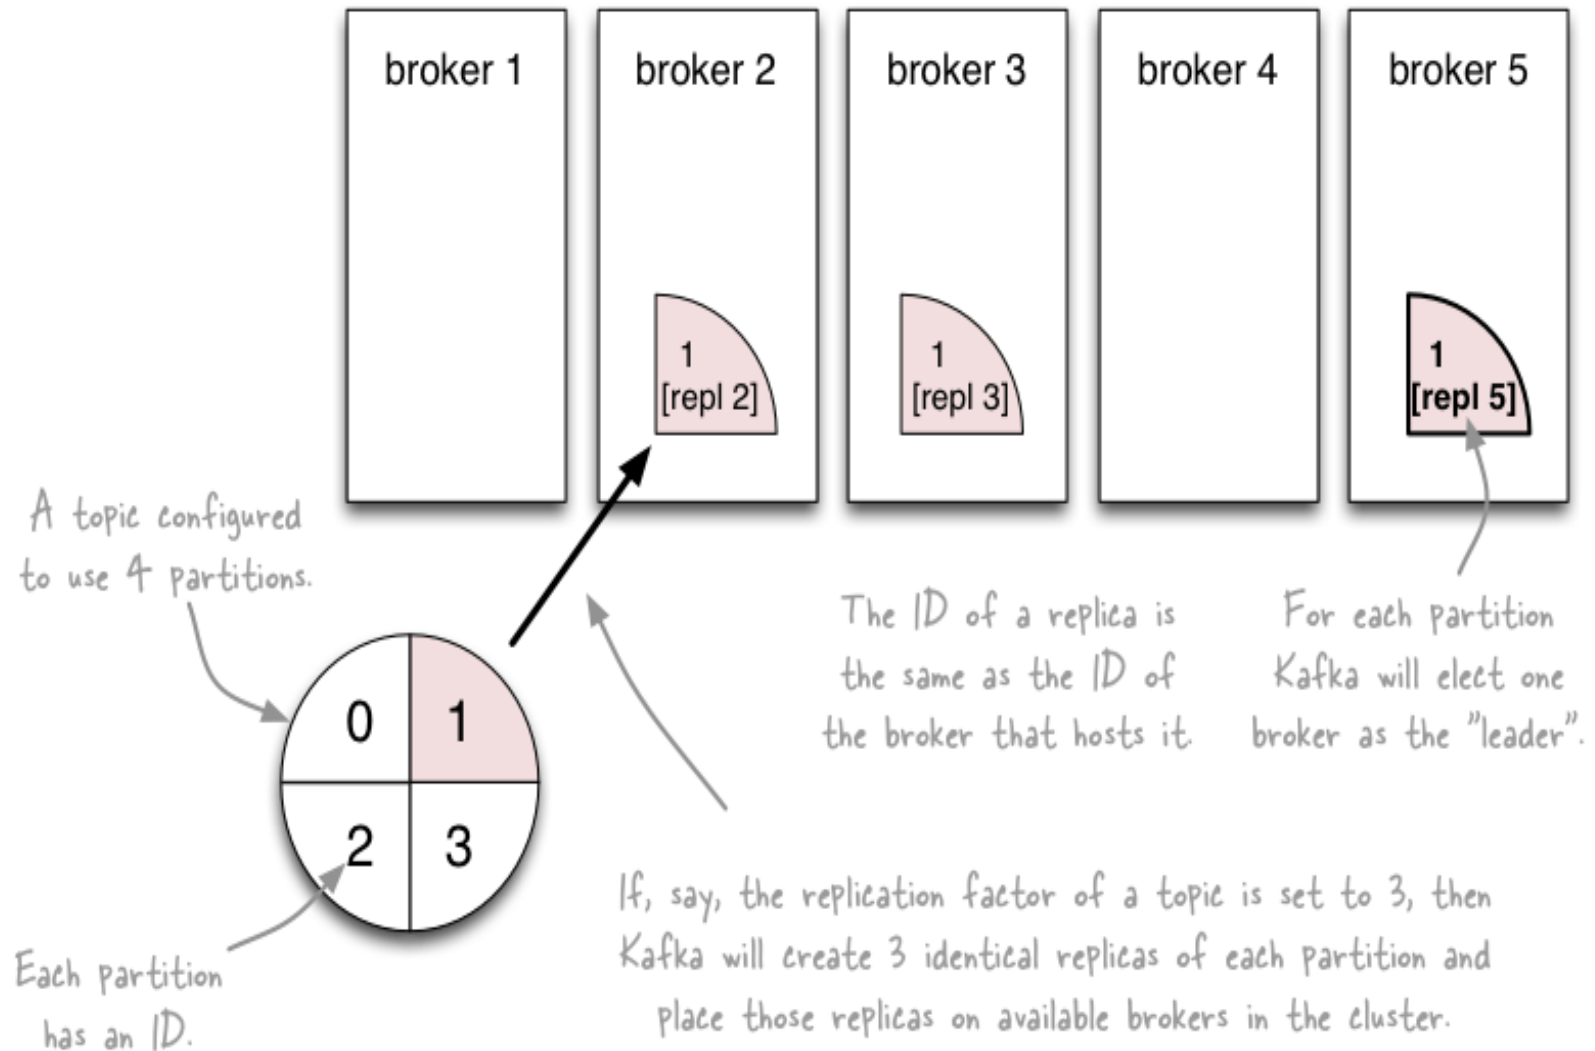 broker 1
broker 2
broker 3
broker 4
broker 5
1
[repl 2]
1
[repl 3]
1
[repl 5]
A topic configured
to use 4 partitions.
0
1
2
3
Each partition
has an ID.
The ID of a replica is
the same as the ID of
the broker that hosts it.
For each partition
Kafka will elect one
broker as the "leader".
If, say, the replication factor of a topic is set to 3, then
Kafka will create 3 identical replicas of each partition and
place those replicas on available brokers in the cluster.